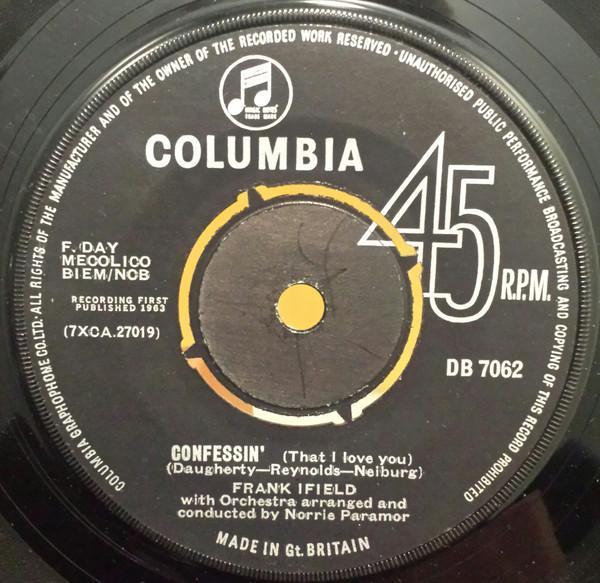 COLUMBIA GRAPHOPHONE CO. LTD. ALL RIGHTS OF THE MANUFACTURER AND OF THE OWNER OF THE RECORDED WORK RESERVED · UNAUTHORISED PUBLIC PERFORMANCE BROADCASTING AND COPYING OF THIS RECORD PROHIBITED
MAGIC NOTES
TRADE MARK
COLUMBIA
45
R.P.M.
F. DAY
MECOLICO
BIEM/NCB
RECORDING FIRST
PUBLISHED 1963
(7XCA.27019)
DB 7062
CONFESSIN' (That I love you)
(Daugherty—Reynolds—Neiburg)
FRANK IFIELD
with Orchestra arranged and
conducted by Norrie Paramor
MADE IN Gt. BRITAIN